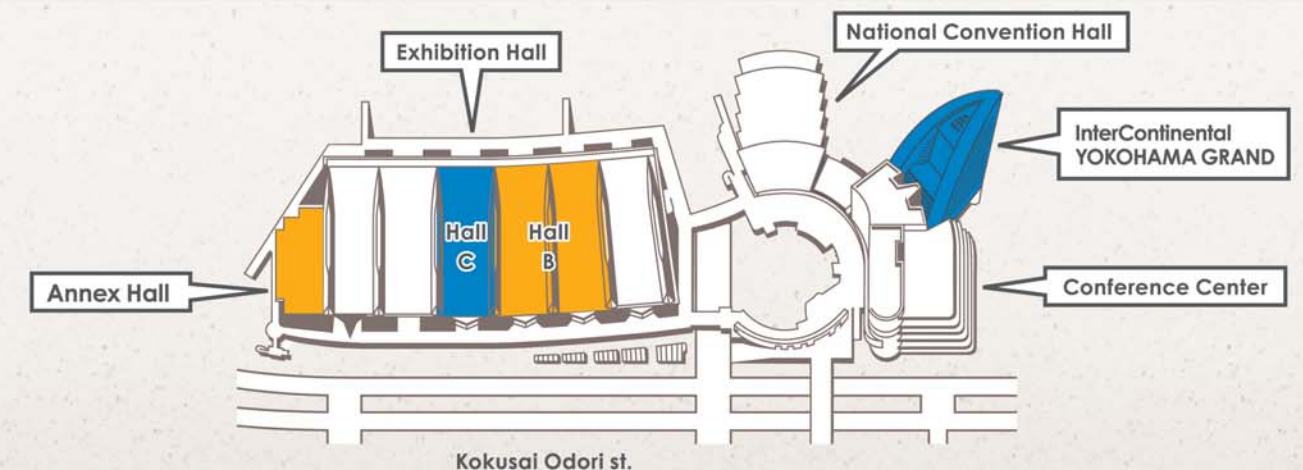 National Convention Hall
Exhibition Hall
InterContinental
YOKOHAMA GRAND
Hall
C
Hall
B
Annex Hall
Conference Center
Kokusai Odori st.